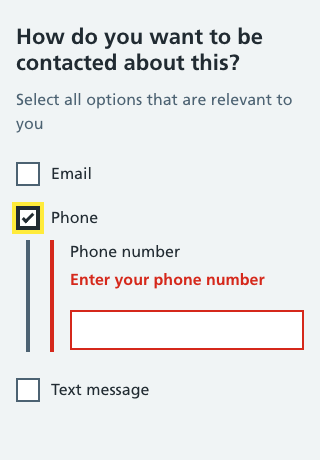 How do you want to be
contacted about this?
Select all options that are relevant to
you
Email
Phone
Phone number
Enter your phone number
Text message